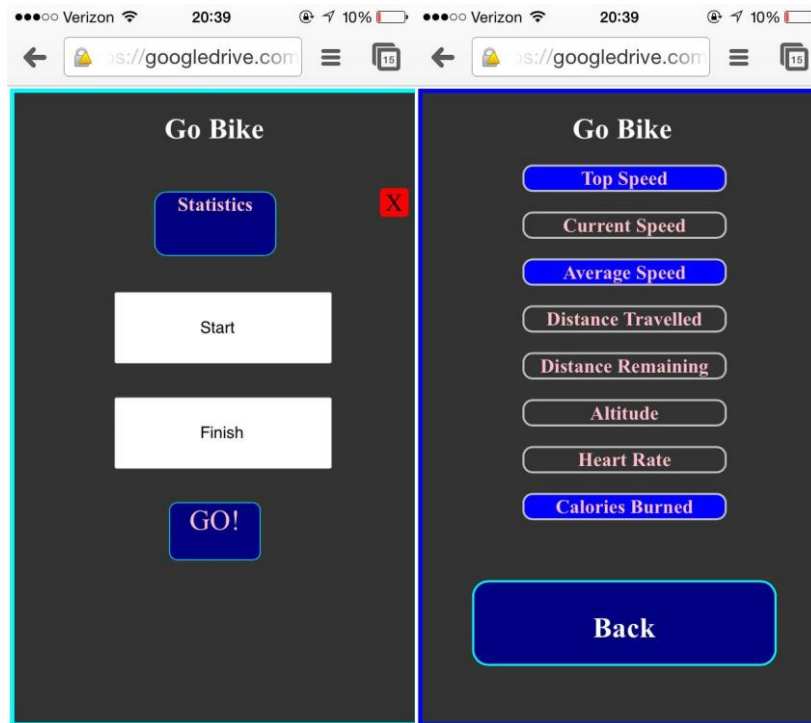 Verizon 20:39 10%
ps://googledrive.com 15
Go Bike
Statistics
X
Start
Finish
GO!
Verizon 20:39 10%
ps://googledrive.com 15
Go Bike
Top Speed
Current Speed
Average Speed
Distance Travelled
Distance Remaining
Altitude
Heart Rate
Calories Burned
Back